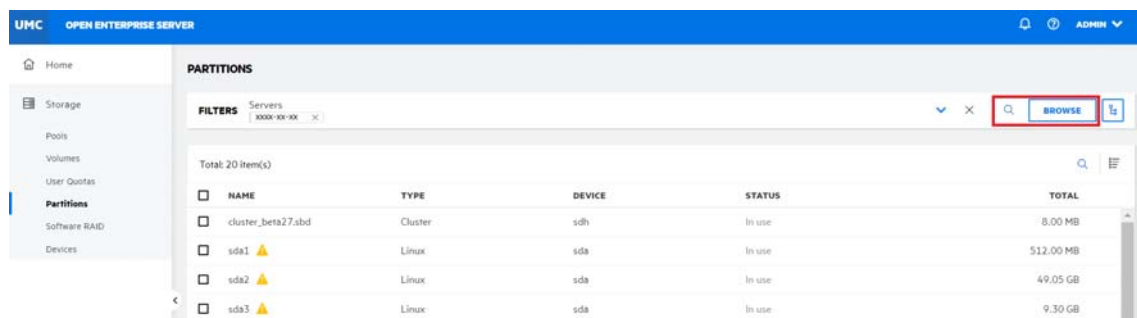 UMC OPEN ENTERPRISE SERVER ADMIN
Home
Storage
Pools
Volumes
User Quotas
Partitions
Software RAID
Devices
PARTITIONS
FILTERS Servers
xxxx-xx-xx
BROWSE
Total: 20 item(s)
NAME TYPE DEVICE STATUS TOTAL
cluster_beta27.sbd Cluster sdh In use 8.00 MB
sda1 Linux sda In use 512.00 MB
sda2 Linux sda In use 49.05 GB
sda3 Linux sda In use 9.30 GB